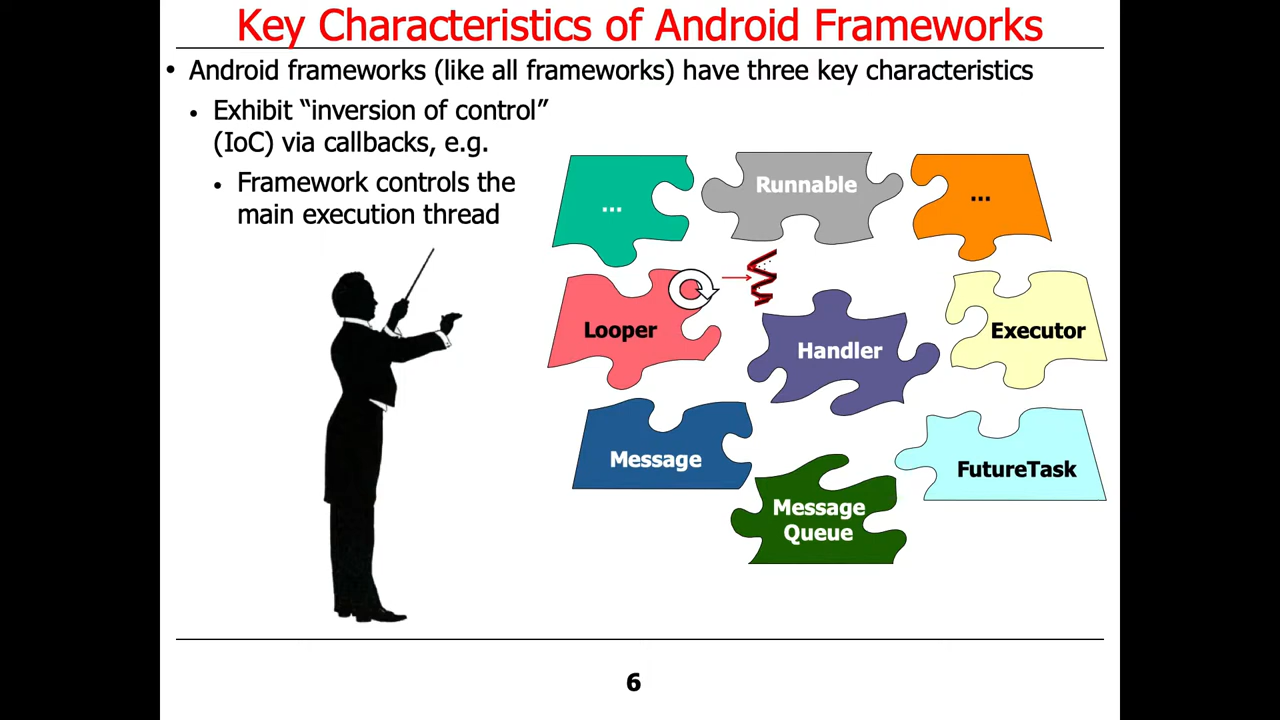 Key Characteristics of Android Frameworks
• Android frameworks (like all frameworks) have three key characteristics
• Exhibit “inversion of control”
(IoC) via callbacks, e.g.
• Framework controls the
main execution thread
...
Runnable
...
Looper
Handler
Executor
Message
Message
Queue
FutureTask
6